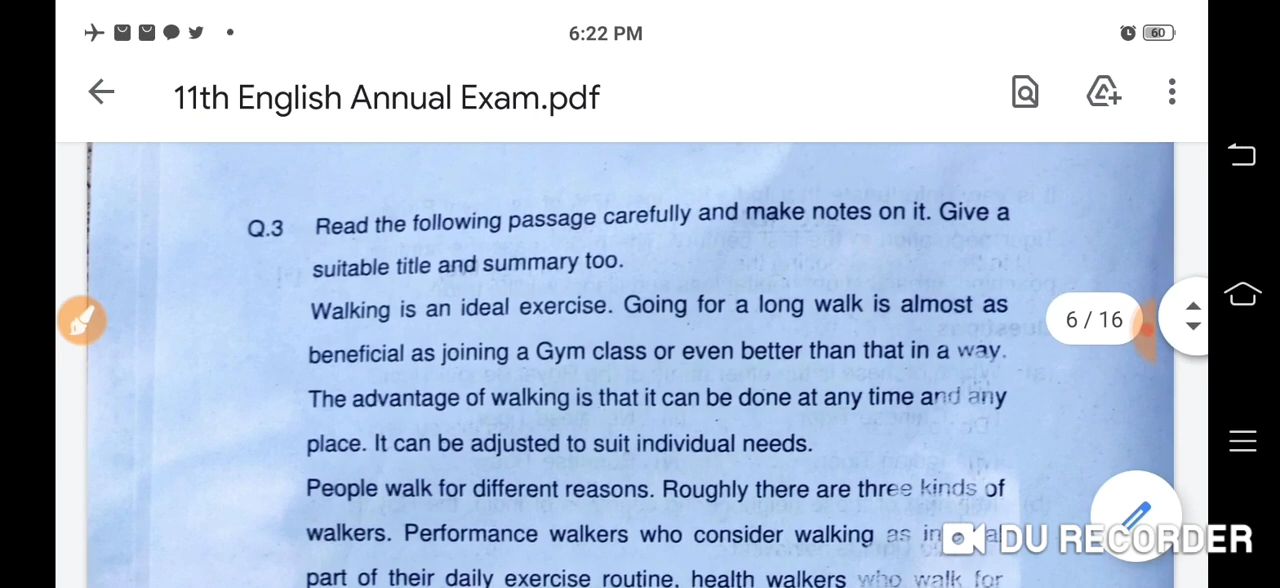 6:22 PM
60
11th English Annual Exam.pdf
Q.3 Read the following passage carefully and make notes on it. Give a
suitable title and summary too.
Walking is an ideal exercise. Going for a long walk is almost as
beneficial as joining a Gym class or even better than that in a way.
The advantage of walking is that it can be done at any time and any
place. It can be adjusted to suit individual needs.
6 / 16
People walk for different reasons. Roughly there are three kinds of
walkers. Performance walkers who consider walking as
DU RECORDER
part of their daily exercise routine, health walkers who walk for